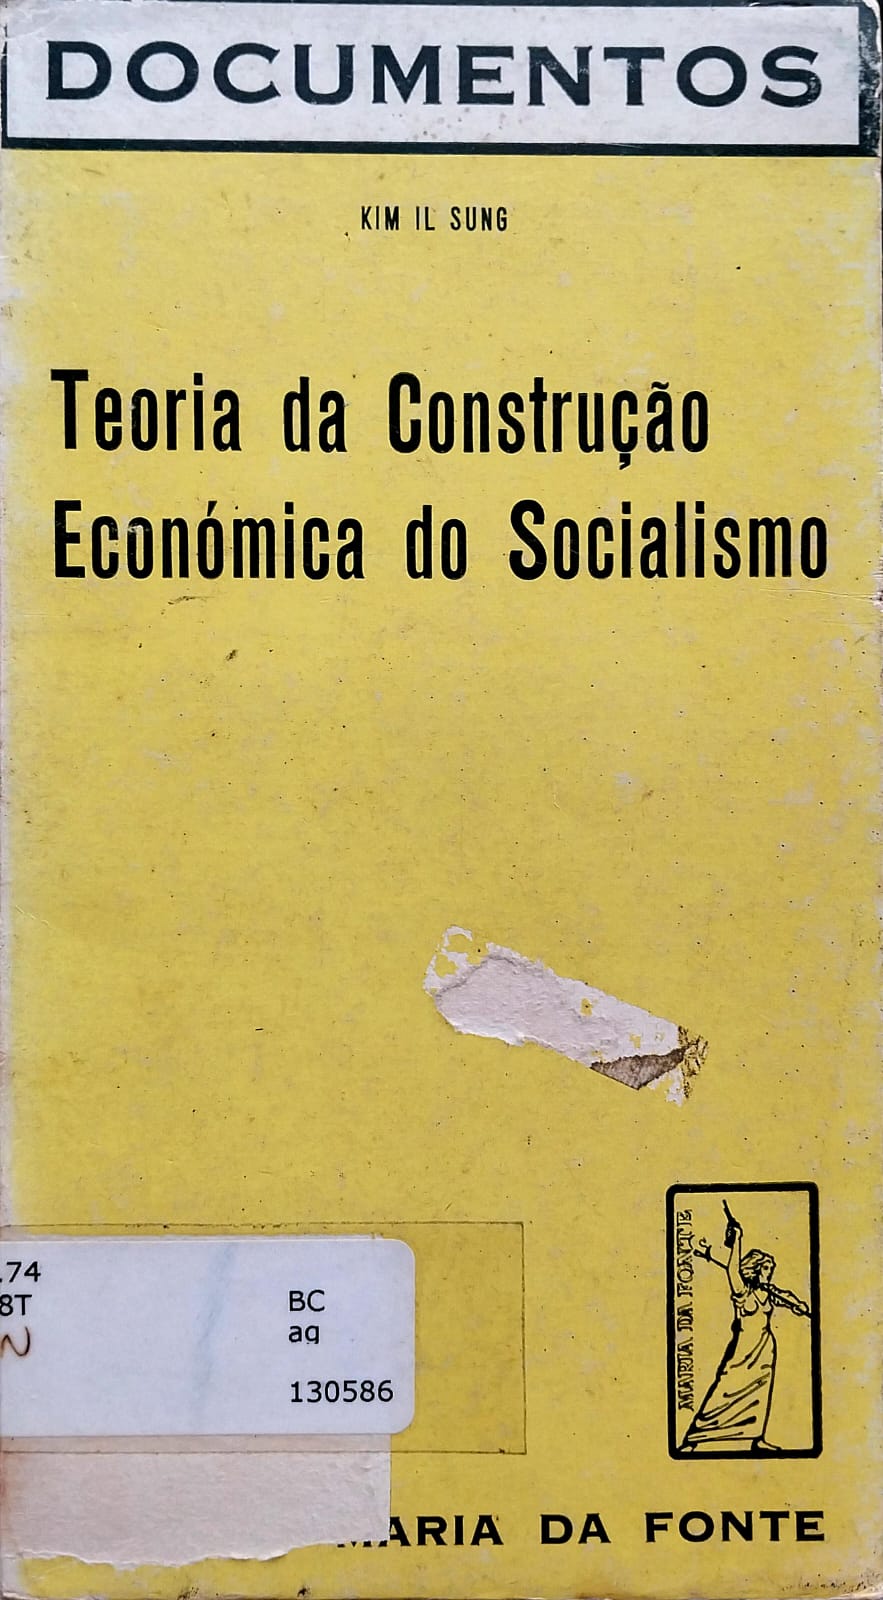 DOCUMENTOS
KIM IL SUNG
Teoria da Construção
Económica do Socialismo
MARIA DA FONTE
.74
8T
BC
ag
130586
MARIA DA FONTE